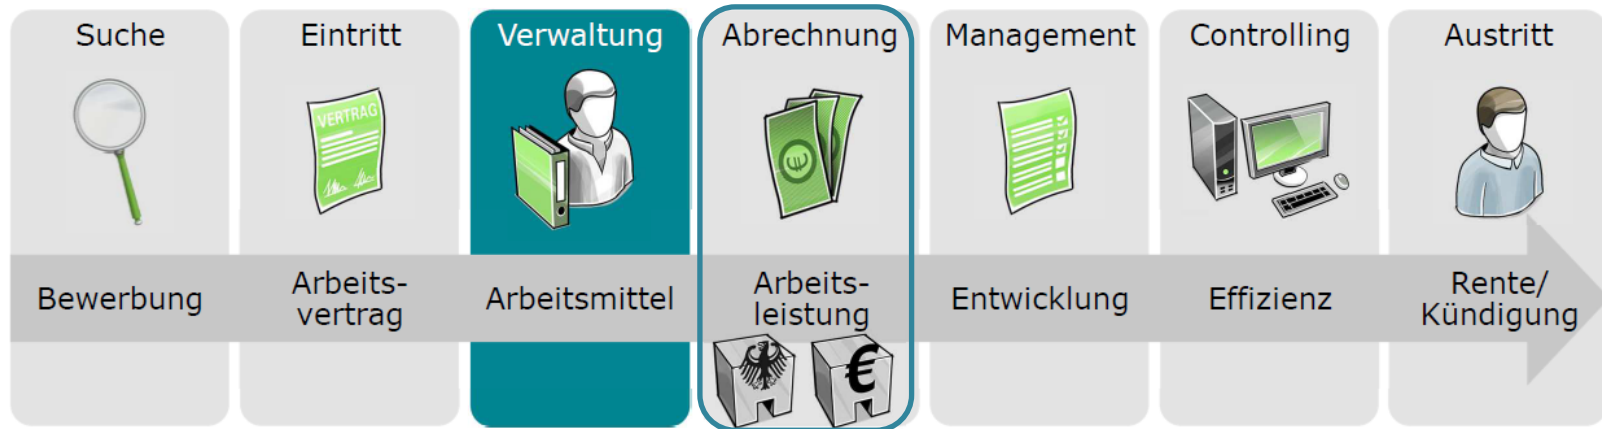 Suche
Eintritt
Verwaltung
Abrechnung
Management
Controlling
Austritt
VERTRAG
€
Bewerbung
Arbeits-
vertrag
Arbeitsmittel
Arbeits-
leistung
Entwicklung
Effizienz
Rente/
Kündigung
€